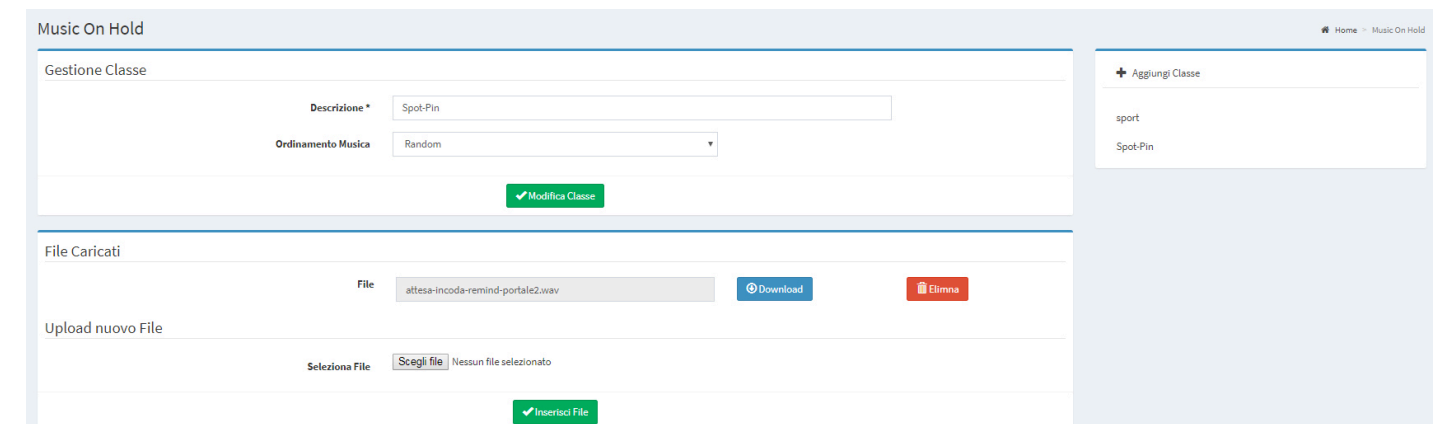 Music On Hold
Home > Music On Hold
Gestione Classe
Descrizione * Spot-Pin
Ordinamento Musica Random
Modifica Classe
File Caricati
File attesa-incoda-remind-portale2.wav Download Elimna
Upload nuovo File
Seleziona File Scegli file Nessun file selezionato
Inserisci File
Aggiungi Classe
sport
Spot-Pin